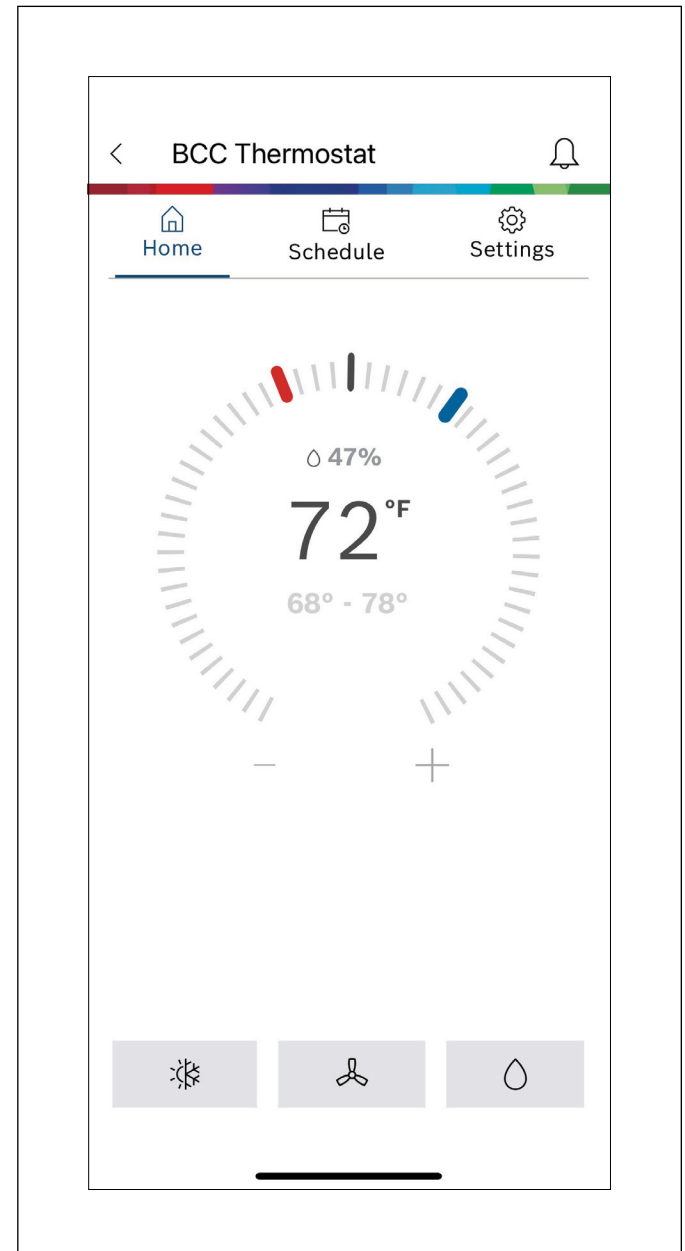 BCC Thermostat
Home Schedule Settings
47%
72°F
68° - 78°
− +